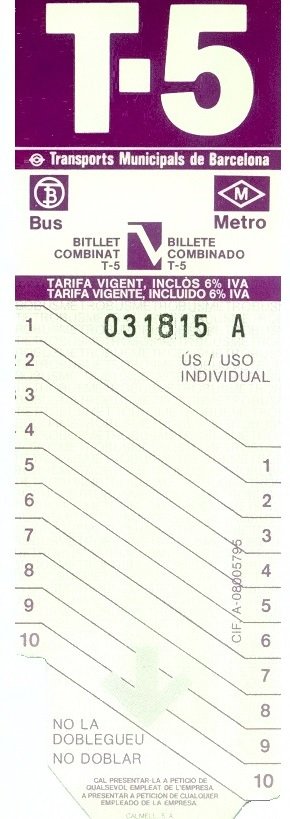 T·5
Transports Municipals de Barcelona
TB M
Bus Metro
BITLLET BILLETE
COMBINAT COMBINADO
T-5 T-5
TARIFA VIGENT, INCLÒS 6% IVA
TARIFA VIGENTE, INCLUIDO 6% IVA
1 031815 A
2 ÚS / USO
INDIVIDUAL
3
4
5 1
6 2
7 3
8 4
9 5
10 6
7
8
9
10
CIF. A-08005795
NO LA
DOBLEGUEU
NO DOBLAR
CAL PRESENTAR-LA A PETICIÓ DE
QUALSEVOL EMPLEAT DE L'EMPRESA.
A PRESENTAR A PETICION DE CUALQUIER
EMPLEADO DE LA EMPRESA.
CALMELL, S. A.